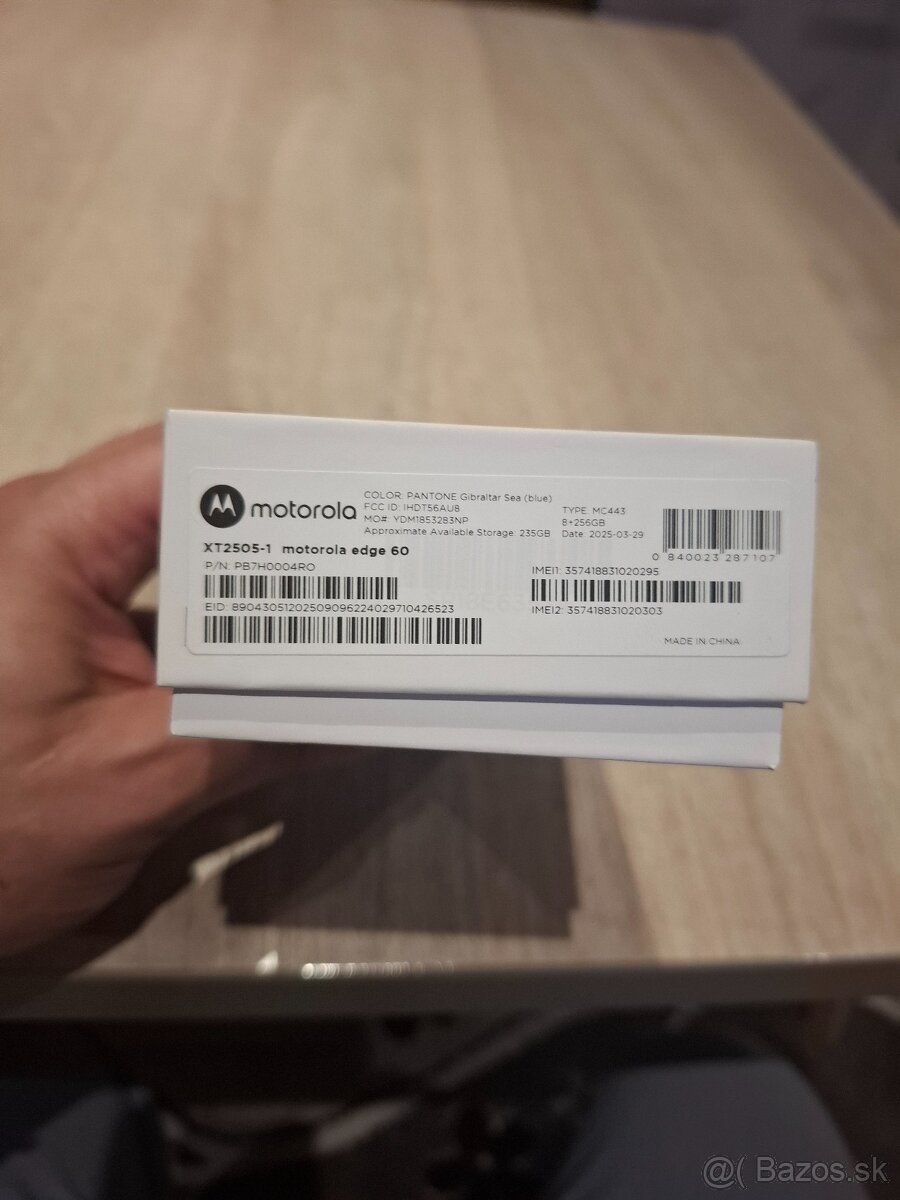 motorola
COLOR: PANTONE Gibraltar Sea (blue)
FCC ID: IHDT56AU8
MO#: YDM1853283NP
Approximate Available Storage: 235GB
TYPE: MC443
8+256GB
Date: 2025-03-29
0 840023 287107
XT2505-1 motorola edge 60
P/N: PB7H0004RO
EID: 89043051202509096224029710426523
IMEI1: 357418831020295
IMEI2: 357418831020303
MADE IN CHINA
@( Bazos.sk